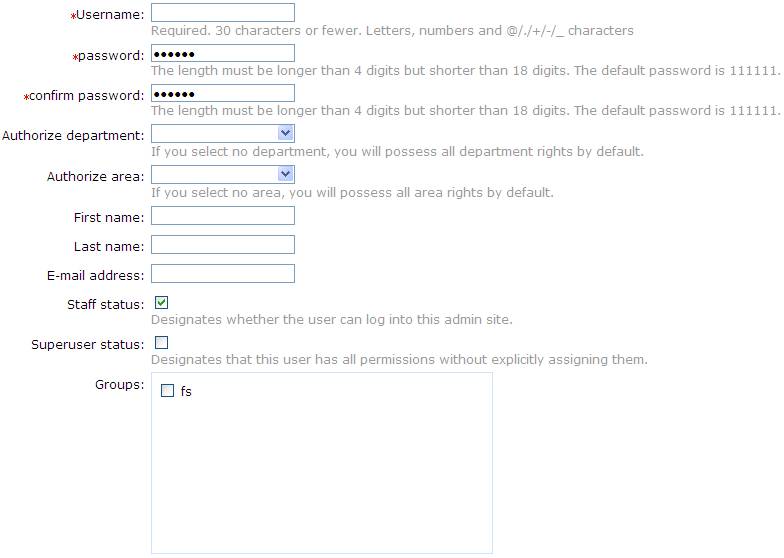 *Username:
Required. 30 characters or fewer. Letters, numbers and @/./+/-/_ characters
*password: ••••••
The length must be longer than 4 digits but shorter than 18 digits. The default password is 111111.
*confirm password: ••••••
The length must be longer than 4 digits but shorter than 18 digits. The default password is 111111.
Authorize department:
If you select no department, you will possess all department rights by default.
Authorize area:
If you select no area, you will possess all area rights by default.
First name:
Last name:
E-mail address:
Staff status:
Designates whether the user can log into this admin site.
Superuser status:
Designates that this user has all permissions without explicitly assigning them.
Groups:
fs